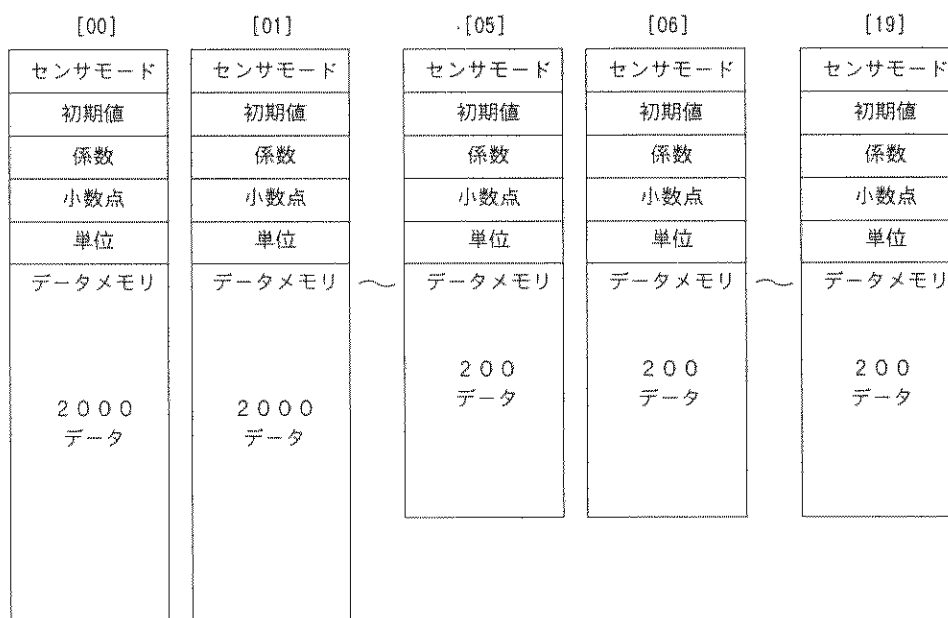 [00] [01] [05] [06] [19]
センサモード センサモード センサモード センサモード センサモード
初期値 初期値 初期値 初期値 初期値
係数 係数 係数 係数 係数
小数点 小数点 小数点 小数点 小数点
単位 単位 単位 単位 単位
データメモリ データメモリ 〜 データメモリ データメモリ 〜 データメモリ
200 200 200
データ データ データ
2000 2000
データ データ